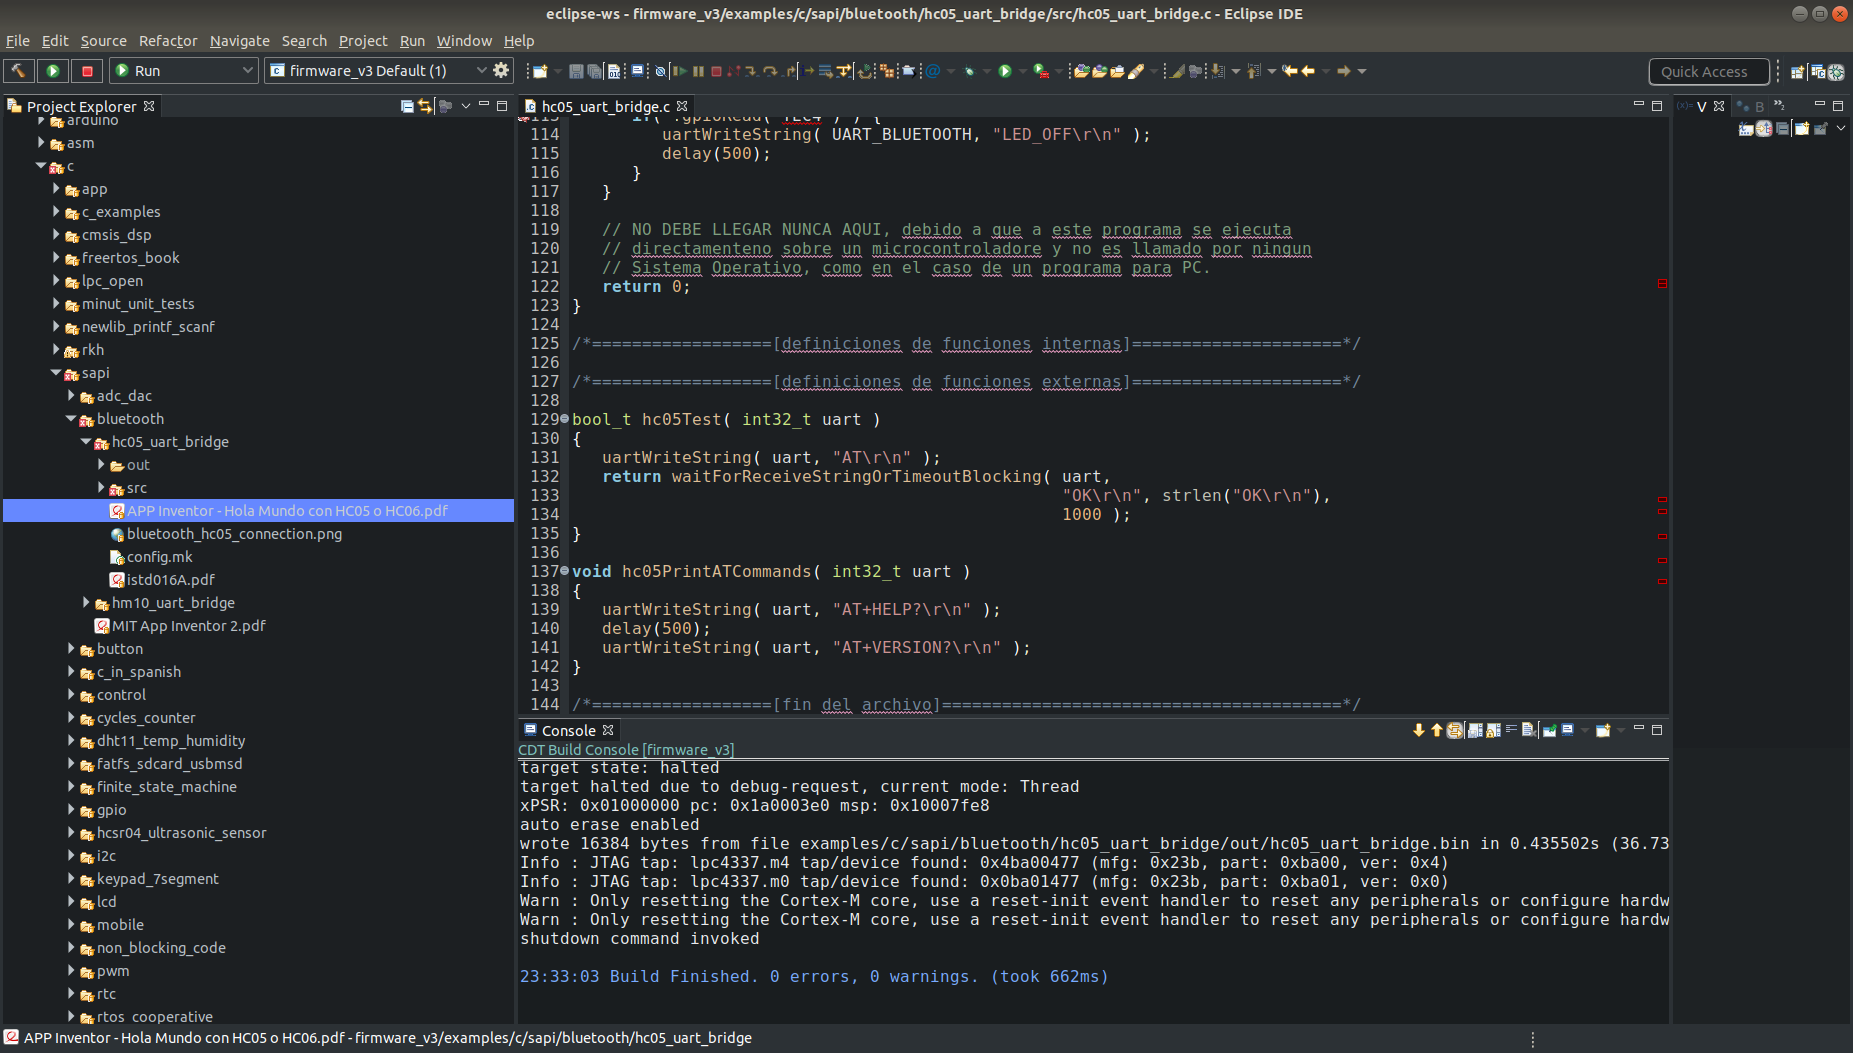 eclipse-ws - firmware_v3/examples/c/sapi/bluetooth/hc05_uart_bridge/src/hc05_uart_bridge.c - Eclipse IDE
File Edit Source Refactor Navigate Search Project Run Window Help
Run
firmware_v3 Default (1)
Quick Access
Project Explorer
arduino
asm
c
app
c_examples
cmsis_dsp
freertos_book
lpc_open
minut_unit_tests
newlib_printf_scanf
rkh
sapi
adc_dac
bluetooth
hc05_uart_bridge
out
src
APP Inventor - Hola Mundo con HC05 o HC06.pdf
bluetooth_hc05_connection.png
config.mk
istd016A.pdf
hm10_uart_bridge
MIT App Inventor 2.pdf
button
c_in_spanish
control
cycles_counter
dht11_temp_humidity
fatfs_sdcard_usbmsd
finite_state_machine
gpio
hcsr04_ultrasonic_sensor
i2c
keypad_7segment
lcd
mobile
non_blocking_code
pwm
rtc
rtos_cooperative
hc05_uart_bridge.c
113 if( !gpioRead( TEC4 ) ) {
114 uartWriteString( UART_BLUETOOTH, "LED_OFF\r\n" );
115 delay(500);
116 }
117 }
118
119 // NO DEBE LLEGAR NUNCA AQUI, debido a que a este programa se ejecuta
120 // directamenteno sobre un microcontroladore y no es llamado por ningun
121 // Sistema Operativo, como en el caso de un programa para PC.
122 return 0;
123 }
124
125 /*==================[definiciones de funciones internas]=====================*/
126
127 /*==================[definiciones de funciones externas]=====================*/
128
129 bool_t hc05Test( int32_t uart )
130 {
131 uartWriteString( uart, "AT\r\n" );
132 return waitForReceiveStringOrTimeoutBlocking( uart,
133 "OK\r\n", strlen("OK\r\n"),
134 1000 );
135 }
136
137 void hc05PrintATCommands( int32_t uart )
138 {
139 uartWriteString( uart, "AT+HELP?\r\n" );
140 delay(500);
141 uartWriteString( uart, "AT+VERSION?\r\n" );
142 }
143
144 /*==================[fin del archivo]========================================*/
V
B
Console
CDT Build Console [firmware_v3]
target state: halted
target halted due to debug-request, current mode: Thread
xPSR: 0x01000000 pc: 0x1a0003e0 msp: 0x10007fe8
auto erase enabled
wrote 16384 bytes from file examples/c/sapi/bluetooth/hc05_uart_bridge/out/hc05_uart_bridge.bin in 0.435502s (36.73
Info : JTAG tap: lpc4337.m4 tap/device found: 0x4ba00477 (mfg: 0x23b, part: 0xba00, ver: 0x4)
Info : JTAG tap: lpc4337.m0 tap/device found: 0x0ba01477 (mfg: 0x23b, part: 0xba01, ver: 0x0)
Warn : Only resetting the Cortex-M core, use a reset-init event handler to reset any peripherals or configure hardw
Warn : Only resetting the Cortex-M core, use a reset-init event handler to reset any peripherals or configure hardw
shutdown command invoked
23:33:03 Build Finished. 0 errors, 0 warnings. (took 662ms)
APP Inventor - Hola Mundo con HC05 o HC06.pdf - firmware_v3/examples/c/sapi/bluetooth/hc05_uart_bridge